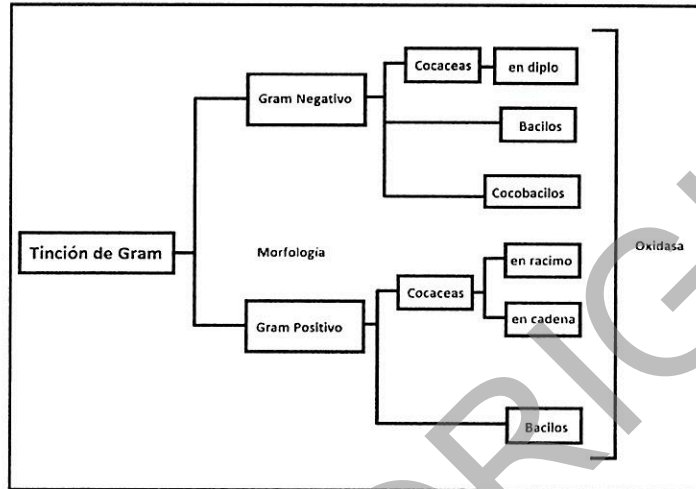 Cocaceas
en diplo
Gram Negativo
Bacilos
Cocobacilos
Tinción de Gram
Morfología
Oxidasa
en racimo
Cocaceas
en cadena
Gram Positivo
Bacilos